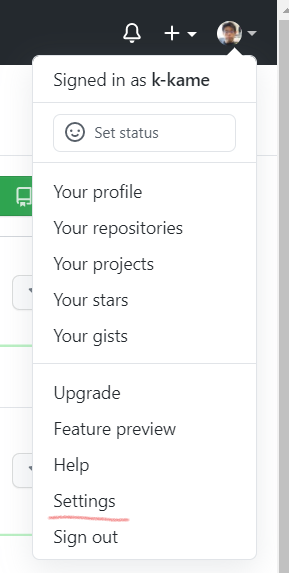 Signed in as k-kame
Set status
Your profile
Your repositories
Your projects
Your stars
Your gists
Upgrade
Feature preview
Help
Settings
Sign out